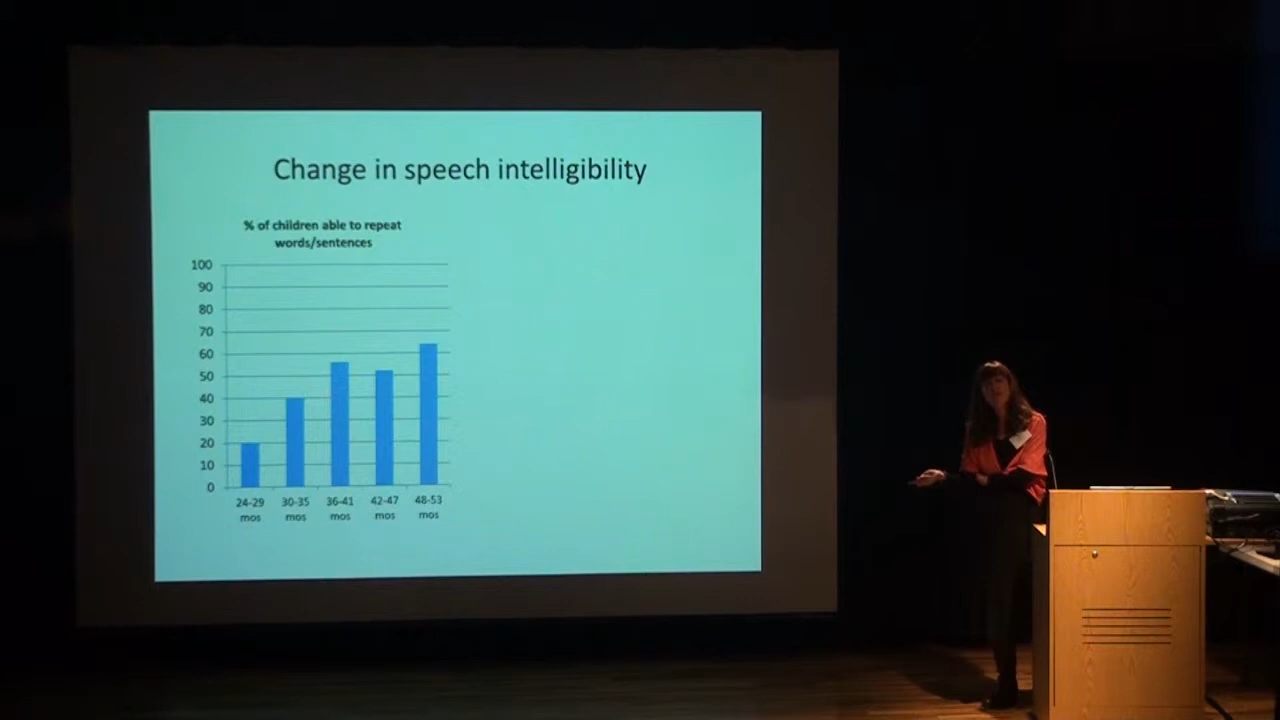 Change in speech intelligibility
% of children able to repeat
words/sentences
100
90
80
70
60
50
40
30
20
10
0
24-29 30-35 36-41 42-47 48-53
mos mos mos mos mos